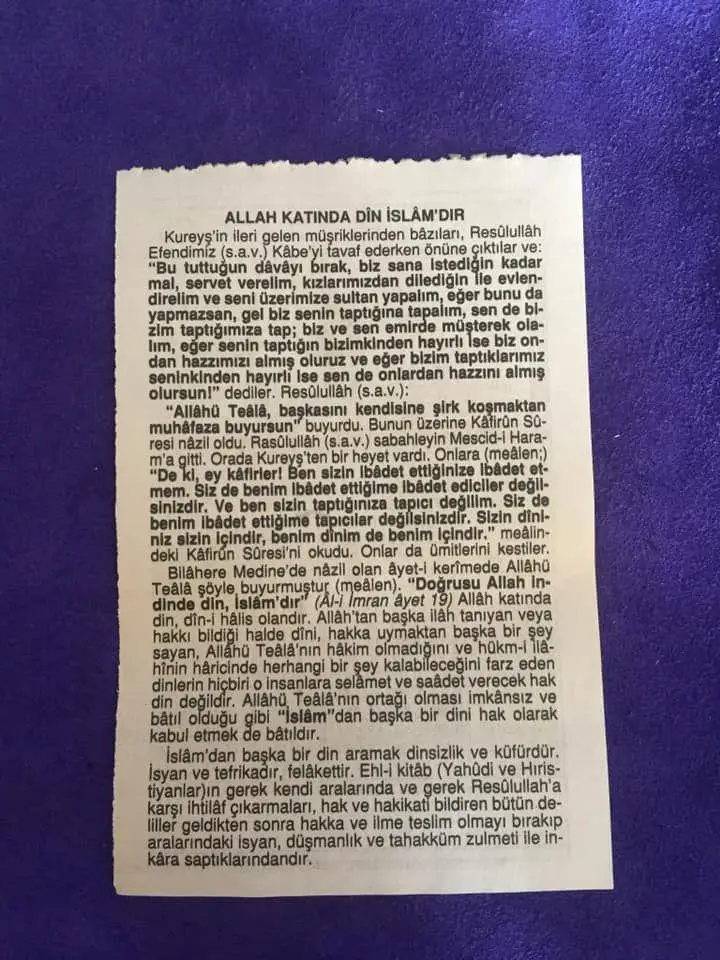 ALLAH KATINDA DÎN İSLÂM'DIR
Kureyş'in ileri gelen müşriklerinden bâzıları, Resûlullâh
Efendimiz (s.a.v.) Kâbe'yi tavaf ederken önüne çıktılar ve:
"Bu tuttuğun dâvâyı bırak, biz sana istediğin kadar
mal, servet verelim, kızlarımızdan dilediğin ile evlen-
direlim ve seni üzerimize sultan yapalım, eğer bunu da
yapmazsan, gel biz senin taptığına tapalım, sen de bi-
zim taptığımıza tap; biz ve sen emirde müşterek ola-
lım, eğer senin taptığın bizimkinden hayırlı ise biz on-
dan hazzımızı almış oluruz ve eğer bizim taptıklarımız
seninkinden hayırlı ise sen de onlardan hazzını almış
olursun!" dediler. Resûlullâh (s.a.v.):
"Allâhü Teâlâ, başkasını kendisine şirk koşmaktan
muhâfaza buyursun" buyurdu. Bunun üzerine Kâfirûn Sû-
resi nâzil oldu. Rasûlullâh (s.a.v.) sabahleyin Mescid-i Hara-
m'a gitti. Orada Kureyş'ten bir heyet vardı. Onlara (meâlen;)
"De ki, ey kâfirler! Ben sizin ibâdet ettiğinize ibâdet et-
mem. Siz de benim ibâdet ettiğime ibâdet ediciler değil-
sinizdir. Ve ben sizin taptığınıza tapıcı değilim. Siz de
benim ibâdet ettiğime tapıcılar değilsinizdir. Sizin dîni-
niz sizin içindir, benim dînim de benim içindir." meâlin-
deki Kâfirûn Sûresi'ni okudu. Onlar da ümitlerini kestiler.
Bilâhere Medine'de nâzil olan âyet-i kerîmede Allâhü
Teâlâ şöyle buyurmuştur (meâlen). "Doğrusu Allah in-
dinde din, İslâm'dır" (Âl-i İmran âyet 19) Allâh katında
din, dîn-i hâlis olandır. Allâh'tan başka ilâh tanıyan veya
hakkı bildiği halde dîni, hakka uymaktan başka bir şey
sayan, Allâhü Teâlâ'nın hâkim olmadığını ve hükm-i ilâ-
hînin hâricinde herhangi bir şey kalabileceğini farz eden
dinlerin hiçbiri o insanlara selâmet ve saâdet verecek hak
din değildir. Allâhü Teâlâ'nın ortağı olması imkânsız ve
bâtıl olduğu gibi "İslâm"dan başka bir dini hak olarak
kabul etmek de bâtıldır.
İslâm'dan başka bir din aramak dinsizlik ve küfürdür.
İsyan ve tefrikadır, felâkettir. Ehl-i kitâb (Yahûdi ve Hıris-
tiyanlar)ın gerek kendi aralarında ve gerek Resûlullah'a
karşı ihtilâf çıkarmaları, hak ve hakikati bildiren bütün de-
liller geldikten sonra hakka ve ilme teslim olmayı bırakıp
aralarındaki isyan, düşmanlık ve tahakküm zulmeti ile in-
kâra saptıklarındandır.